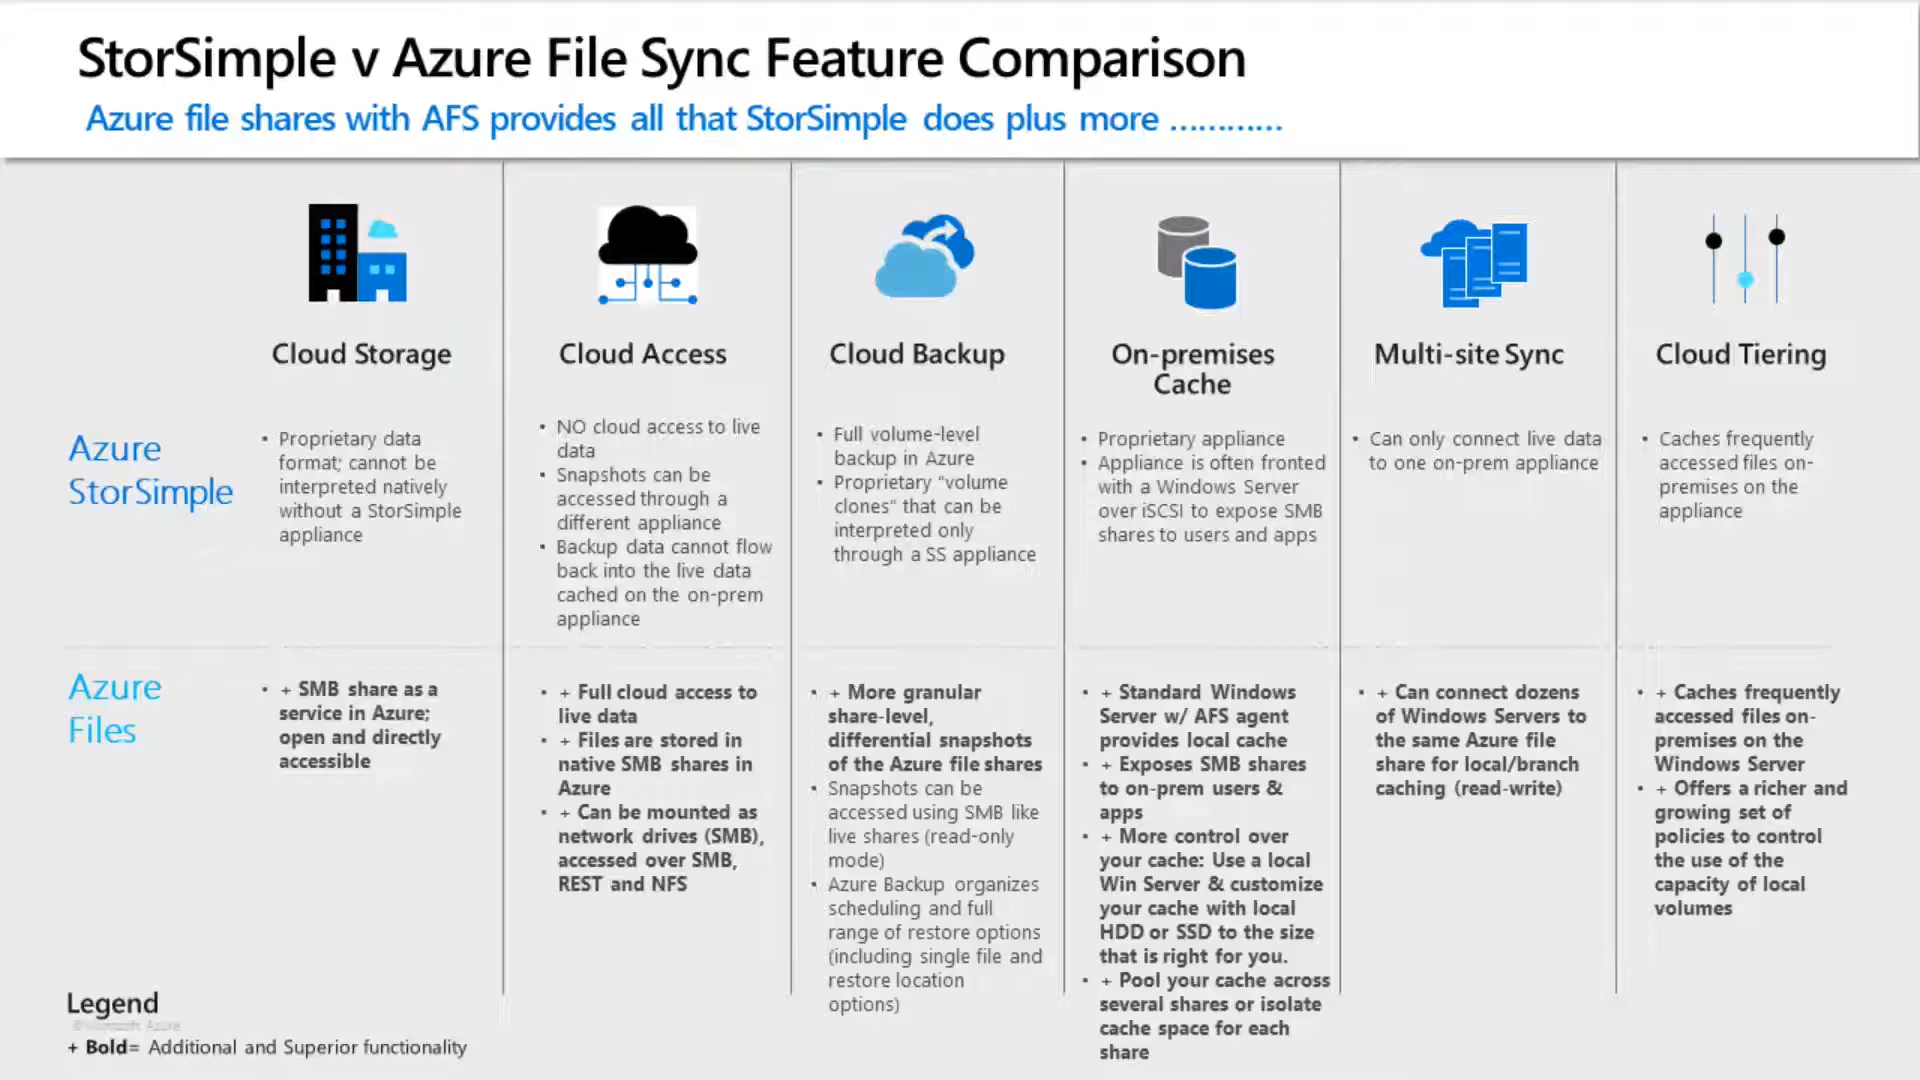 StorSimple v Azure File Sync Feature Comparison
Azure file shares with AFS provides all that StorSimple does plus more ............
Cloud Storage
Cloud Access
Cloud Backup
On-premises
Cache
Multi-site Sync
Cloud Tiering
Azure
StorSimple
• Proprietary data
format; cannot be
interpreted natively
without a StorSimple
appliance
• NO cloud access to live
data
• Snapshots can be
accessed through a
different appliance
• Backup data cannot flow
back into the live data
cached on the on-prem
appliance
• Full volume-level
backup in Azure
• Proprietary “volume
clones” that can be
interpreted only
through a SS appliance
• Proprietary appliance
• Appliance is often fronted
with a Windows Server
over iSCSI to expose SMB
shares to users and apps
• Can only connect live data
to one on-prem appliance
• Caches frequently
accessed files on-
premises on the
appliance
Azure
Files
• + SMB share as a
service in Azure;
open and directly
accessible
• + Full cloud access to
live data
• + Files are stored in
native SMB shares in
Azure
• + Can be mounted as
network drives (SMB),
accessed over SMB,
REST and NFS
• + More granular
share-level,
differential snapshots
of the Azure file shares
• Snapshots can be
accessed using SMB like
live shares (read-only
mode)
• Azure Backup organizes
scheduling and full
range of restore options
(including single file and
restore location
options)
• + Standard Windows
Server w/ AFS agent
provides local cache
• + Exposes SMB shares
to on-prem users &
apps
• + More control over
your cache: Use a local
Win Server & customize
your cache with local
HDD or SSD to the size
that is right for you.
• + Pool your cache across
several shares or isolate
cache space for each
share
• + Can connect dozens
of Windows Servers to
the same Azure file
share for local/branch
caching (read-write)
• + Caches frequently
accessed files on-
premises on the
Windows Server
• + Offers a richer and
growing set of
policies to control
the use of the
capacity of local
volumes
Legend
©Microsoft Azure
+ Bold= Additional and Superior functionality